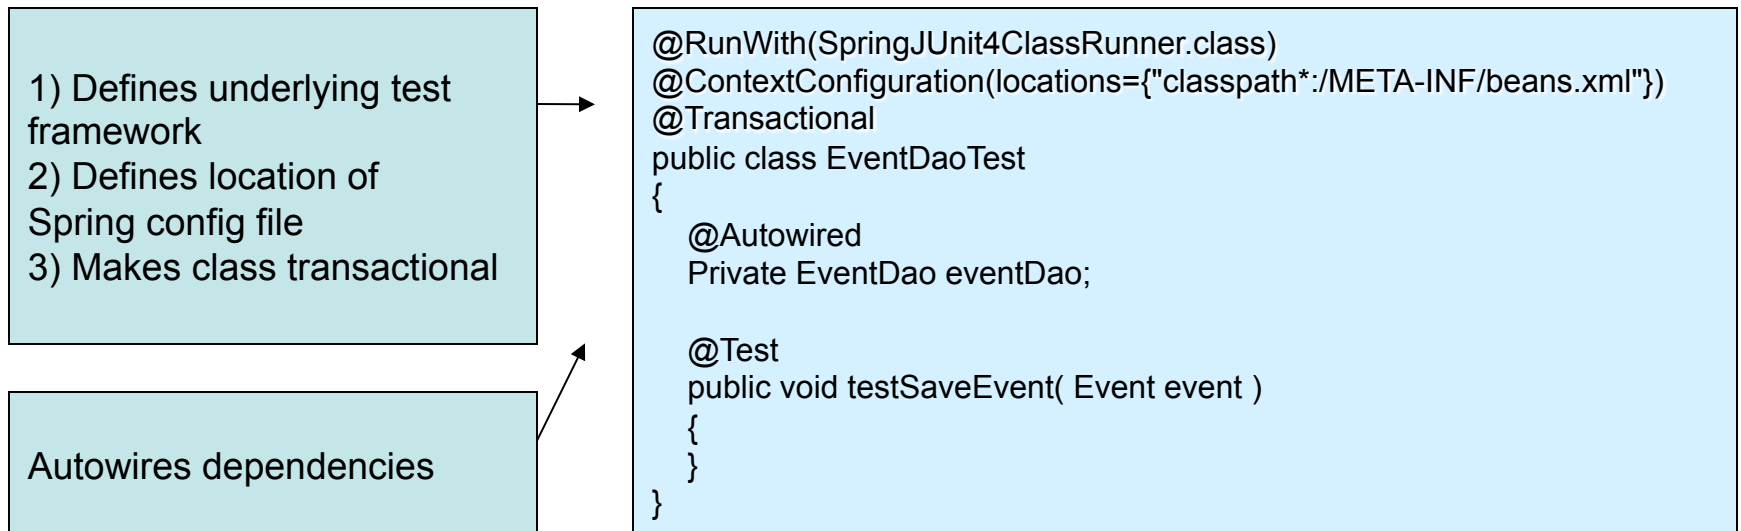 1) Defines underlying test
framework
2) Defines location of
Spring config file
3) Makes class transactional
Autowires dependencies
@RunWith(SpringJUnit4ClassRunner.class)
@ContextConfiguration(locations={"classpath*:/META-INF/beans.xml"})
@Transactional
public class EventDaoTest
{
@Autowired
Private EventDao eventDao;
@Test
public void testSaveEvent( Event event )
{
}
}